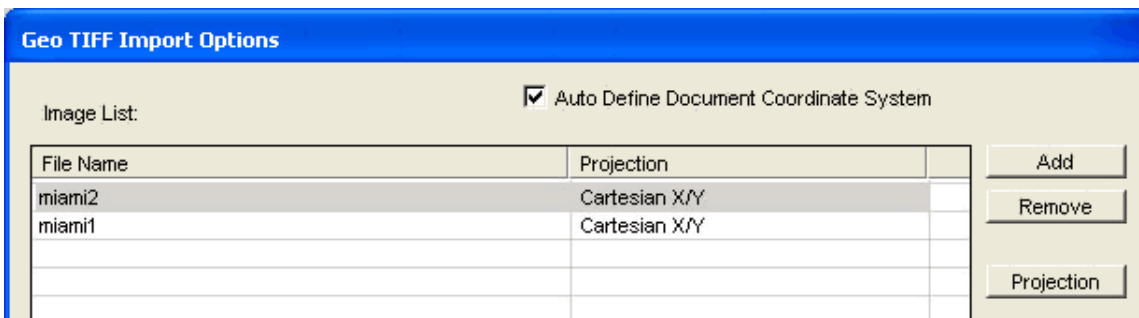 Geo TIFF Import Options
Auto Define Document Coordinate System
Image List:
File Name Projection
Add
miami2 Cartesian X/Y
Remove
miami1 Cartesian X/Y
Projection